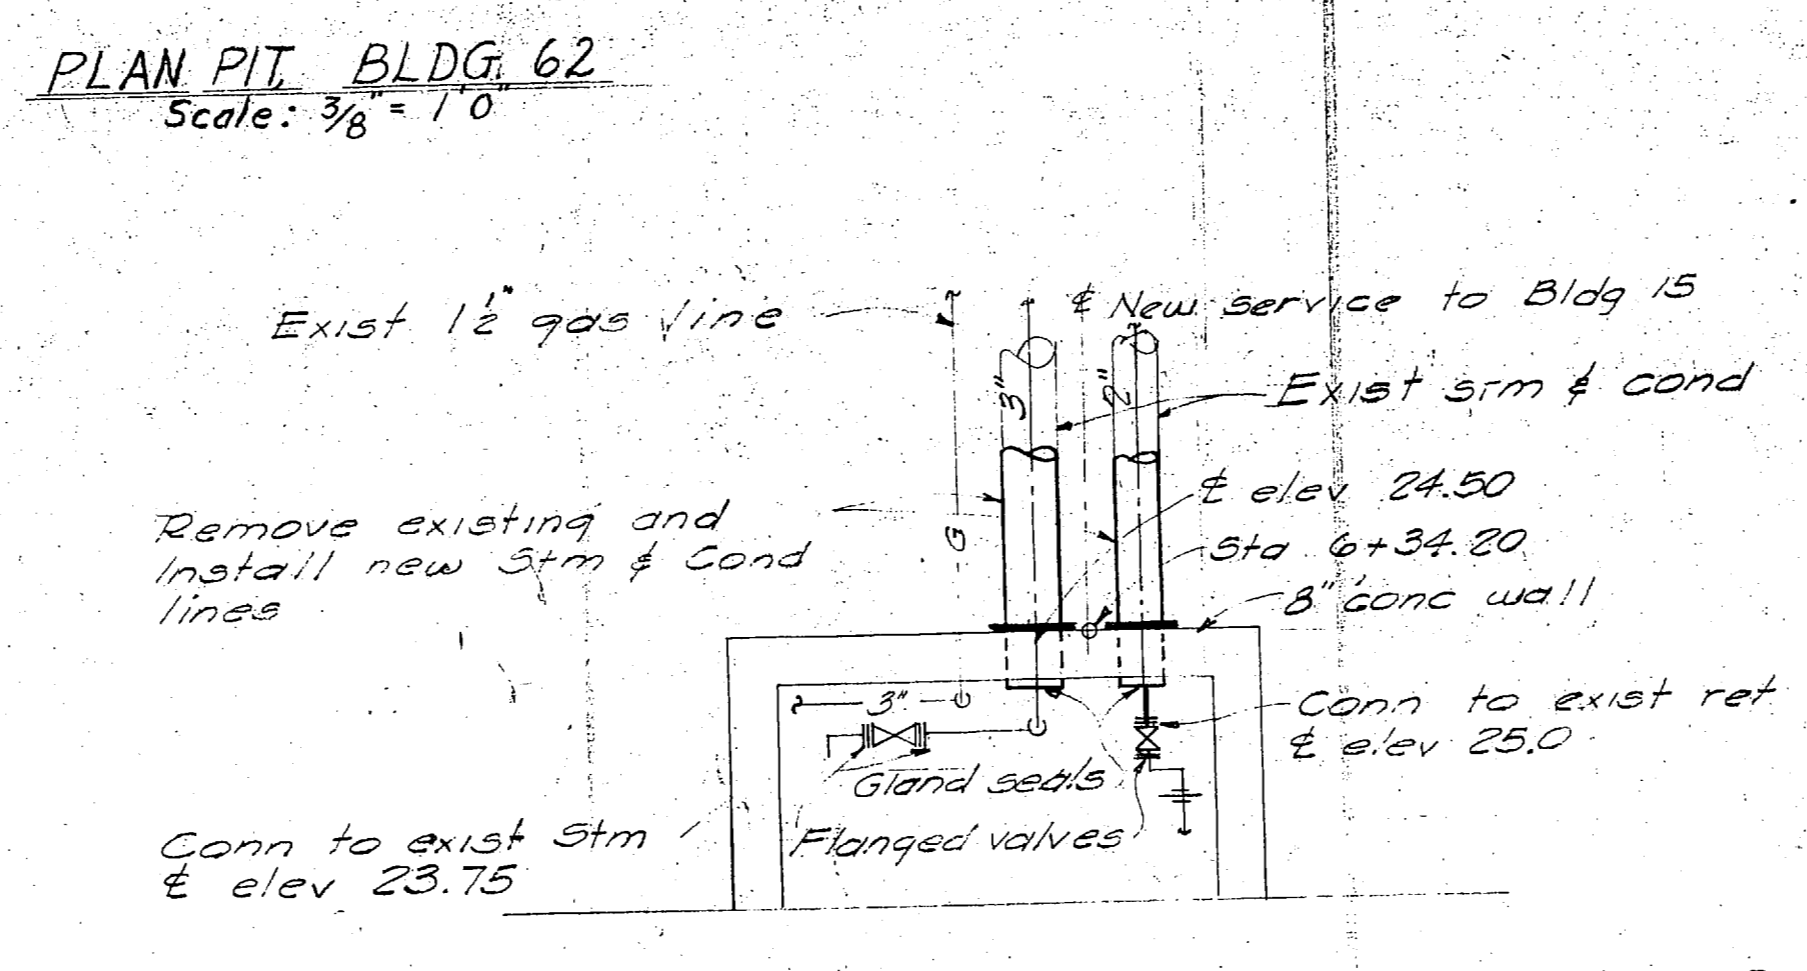 PLAN PIT, BLDG. 62
Scale: 3/8" = 1'0"
Exist 1½" gas line
℄ New service to Bldg 15
3"
2"
Exist stm & cond
℄ elev 24.50
Remove existing and
Install new Stm & Cond
lines
G
Sta 6+34.20
8" conc wall
3"
Conn to exist ret
℄ elev 25.0
Gland seals
Flanged valves
Conn to exist Stm
℄ elev 23.75